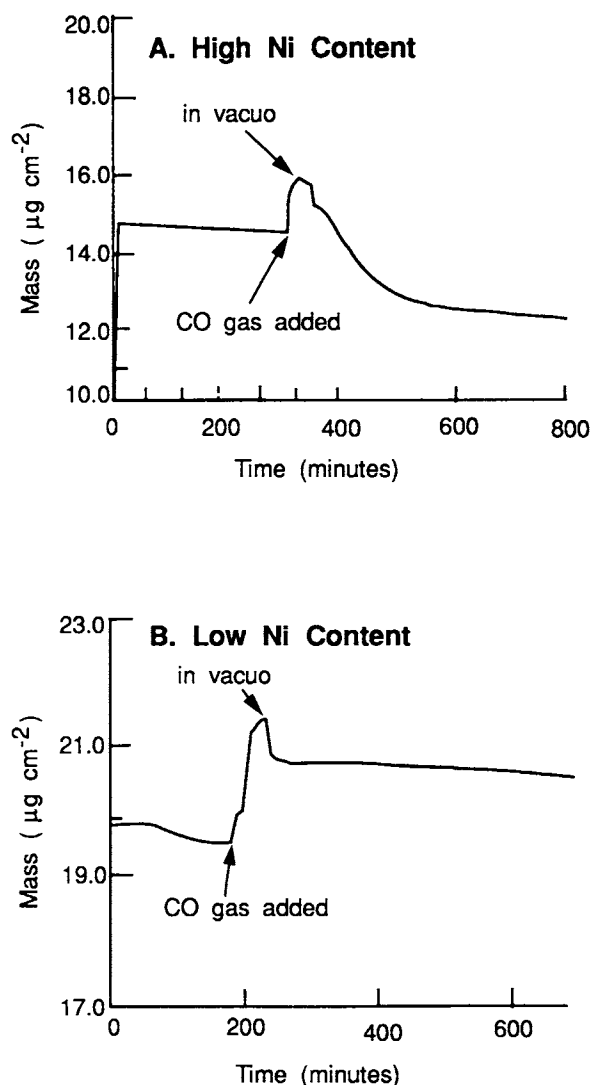 A. High Ni Content
20.0
18.0
16.0
14.0
12.0
10.0
Mass ( µg cm-2)
in vacuo
CO gas added
0 200 400 600 800
Time (minutes)
B. Low Ni Content
23.0
21.0
19.0
17.0
Mass ( µg cm-2)
in vacuo
CO gas added
0 200 400 600
Time (minutes)